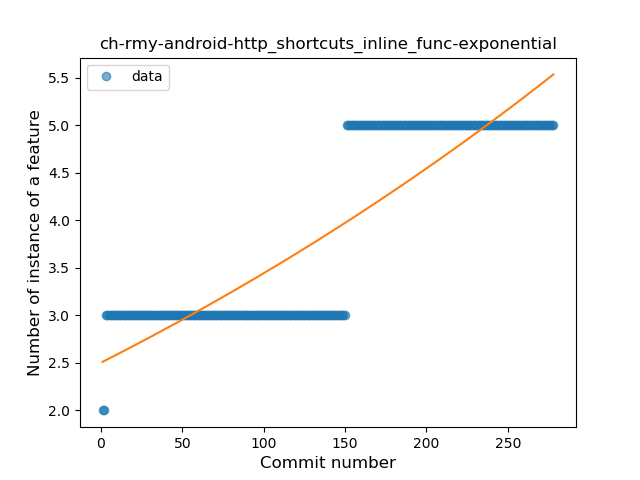 ch-rmy-android-http_shortcuts_inline_func-exponential
data
Number of instance of a feature
5.5
5.0
4.5
4.0
3.5
3.0
2.5
2.0
0 50 100 150 200 250
Commit number